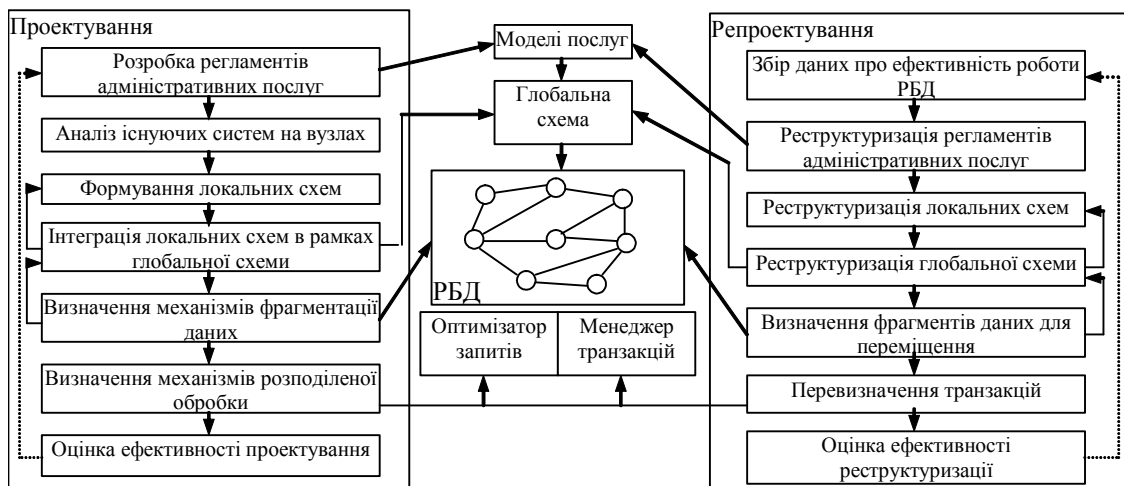 Проектування
Розробка регламентів
адміністративних послуг
Аналіз існуючих систем на вузлах
Формування локальних схем
Інтеграція локальних схем в рамках
глобальної схеми
Визначення механізмів фрагментації
даних
Визначення механізмів розподіленої
обробки
Оцінка ефективності проектування
Моделі послуг
Глобальна
схема
РБД
Оптимізатор
запитів
Менеджер
транзакцій
Репроектування
Збір даних про ефективність роботи
РБД
Реструктуризація регламентів
адміністративних послуг
Реструктуризація локальних схем
Реструктуризація глобальної схеми
Визначення фрагментів даних для
переміщення
Перевизначення транзакцій
Оцінка ефективності
реструктуризації